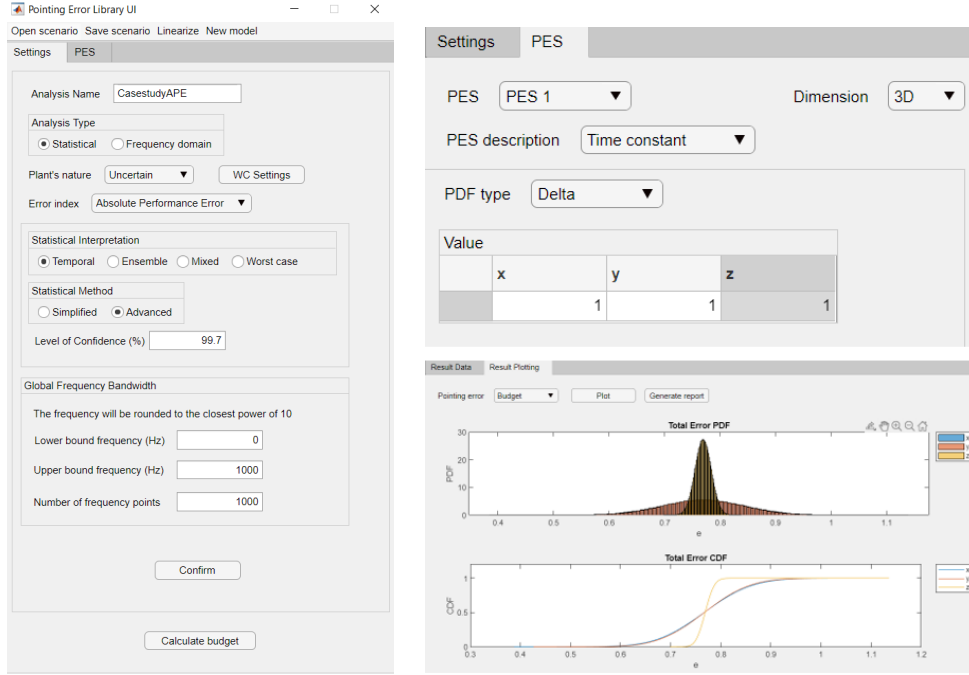 Pointing Error Library UI
Open scenario Save scenario Linearize New model
Settings PES
Analysis Name CasestudyAPE
Analysis Type
Statistical Frequency domain
Plant's nature Uncertain WC Settings
Error index Absolute Performance Error
Statistical Interpretation
Temporal Ensemble Mixed Worst case
Statistical Method
Simplified Advanced
Level of Confidence (%) 99.7
Global Frequency Bandwidth
The frequency will be rounded to the closest power of 10
Lower bound frequency (Hz) 0
Upper bound frequency (Hz) 1000
Number of frequency points 1000
Confirm
Calculate budget
Settings PES
PES PES 1 Dimension 3D
PES description Time constant
PDF type Delta
Value
x y z
1 1 1
Result Data Result Plotting
Pointing error Budget Plot Generate report
Total Error PDF
30
20
10
0
PDF
0.4 0.5 0.6 0.7 0.8 0.9 1 1.1
e
x
y
z
Total Error CDF
1
0.5
0
CDF
0.3 0.4 0.5 0.6 0.7 0.8 0.9 1 1.1 1.2
e
x
y
z